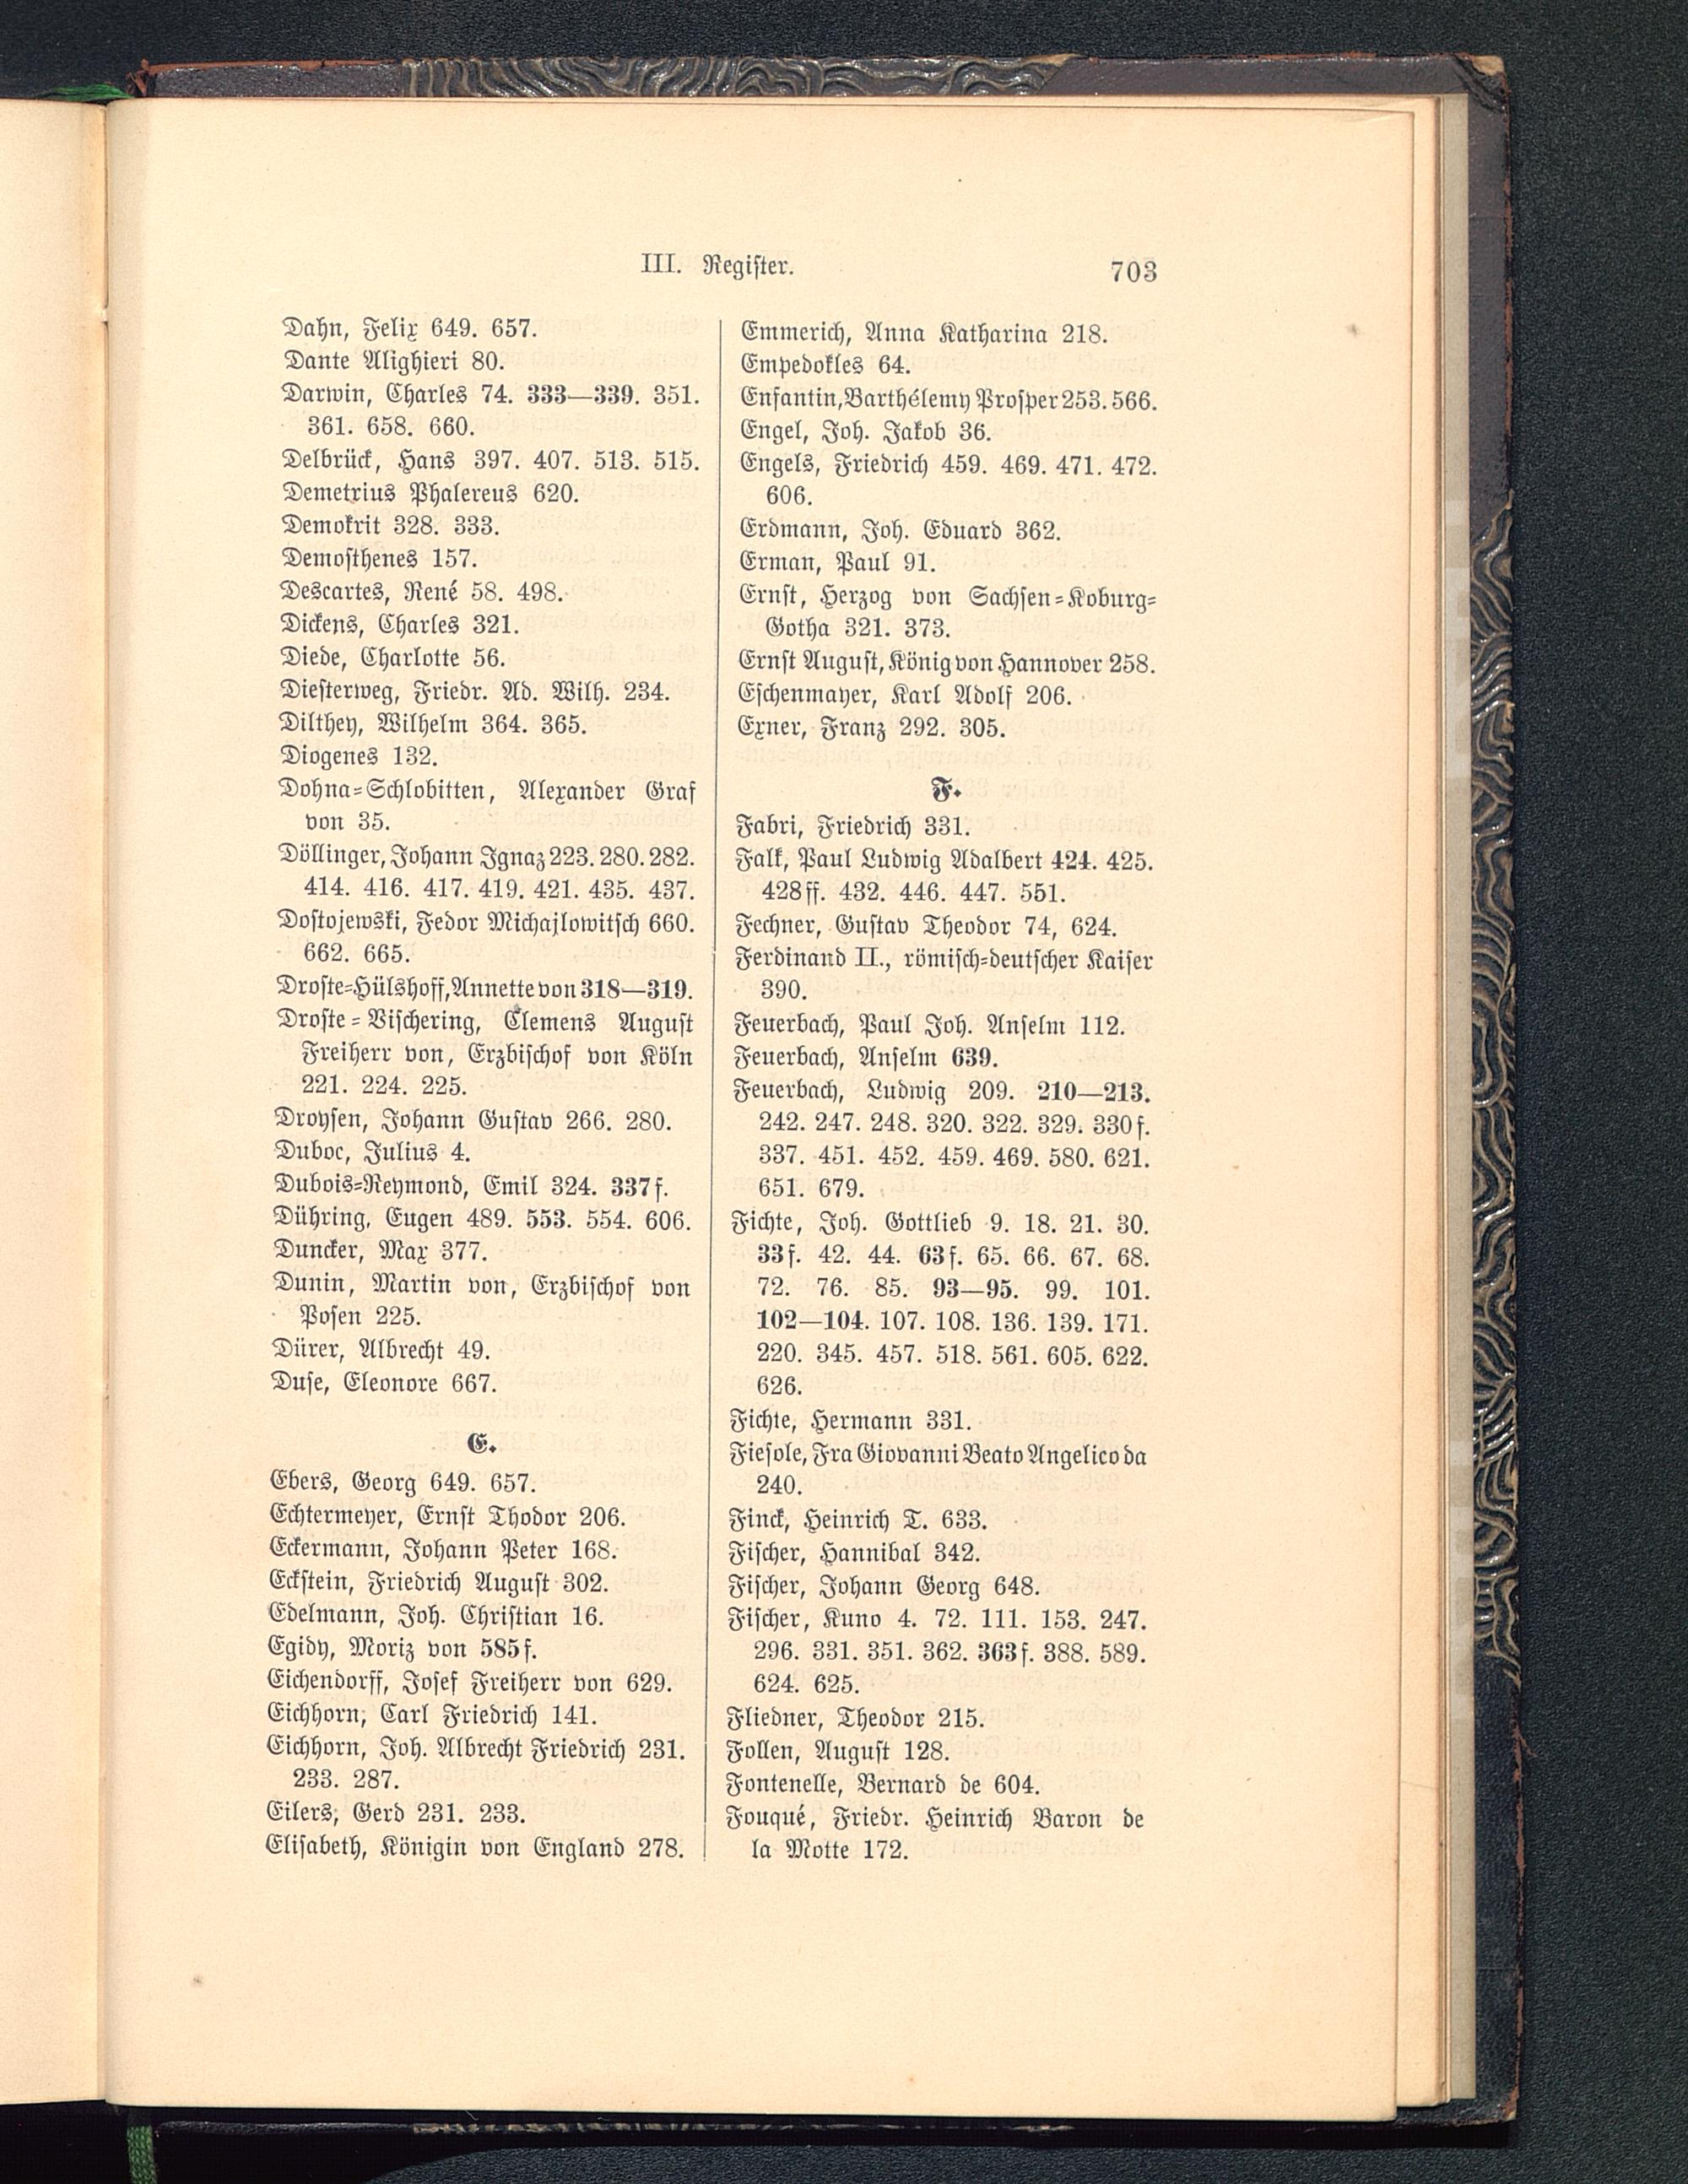 III. Register.
703
Dahn, Felix 649. 657.
Dante Alighieri 80.
Darwin, Charles 74. 333—339. 351.
361. 658. 660.
Delbrück, Hans 397. 407. 513. 515.
Demetrius Phalereus 620.
Demokrit 328. 333.
Demosthenes 157.
Descartes, René 58. 498.
Dickens, Charles 321.
Diede, Charlotte 56.
Diesterweg, Friedr. Ad. Wilh. 234.
Dilthey, Wilhelm 364. 365.
Diogenes 132.
Dohna-Schlobitten, Alexander Graf
von 35.
Döllinger, Johann Ignaz 223. 280. 282.
414. 416. 417. 419. 421. 435. 437.
Dostojewski, Fedor Michajlowitsch 660.
662. 665.
Droste-Hülshoff, Annette von 318—319.
Droste-Vischering, Clemens August
Freiherr von, Erzbischof von Köln
221. 224. 225.
Droysen, Johann Gustav 266. 280.
Duboc, Julius 4.
Dubois-Reymond, Emil 324. 337f.
Dühring, Eugen 489. 553. 554. 606.
Duncker, Max 377.
Dunin, Martin von, Erzbischof von
Posen 225.
Dürer, Albrecht 49.
Duse, Eleonore 667.
E.
Ebers, Georg 649. 657.
Echtermeyer, Ernst Thodor 206.
Eckermann, Johann Peter 168.
Eckstein, Friedrich August 302.
Edelmann, Joh. Christian 16.
Egidy, Moriz von 585f.
Eichendorff, Josef Freiherr von 629.
Eichhorn, Carl Friedrich 141.
Eichhorn, Joh. Albrecht Friedrich 231.
233. 287.
Eilers, Gerd 231. 233.
Elisabeth, Königin von England 278.
Emmerich, Anna Katharina 218.
Empedokles 64.
Enfantin, Barthélemy Prosper 253. 566.
Engel, Joh. Jakob 36.
Engels, Friedrich 459. 469. 471. 472.
606.
Erdmann, Joh. Eduard 362.
Erman, Paul 91.
Ernst, Herzog von Sachsen-Koburg-
Gotha 321. 373.
Ernst August, König von Hannover 258.
Eschenmayer, Karl Adolf 206.
Exner, Franz 292. 305.
F.
Fabri, Friedrich 331.
Falk, Paul Ludwig Adalbert 424. 425.
428ff. 432. 446. 447. 551.
Fechner, Gustav Theodor 74, 624.
Ferdinand II., römisch-deutscher Kaiser
390.
Feuerbach, Paul Joh. Anselm 112.
Feuerbach, Anselm 639.
Feuerbach, Ludwig 209. 210—213.
242. 247. 248. 320. 322. 329. 330f.
337. 451. 452. 459. 469. 580. 621.
651. 679.
Fichte, Joh. Gottlieb 9. 18. 21. 30.
33f. 42. 44. 63f. 65. 66. 67. 68.
72. 76. 85. 93—95. 99. 101.
102—104. 107. 108. 136. 139. 171.
220. 345. 457. 518. 561. 605. 622.
626.
Fichte, Hermann 331.
Fiesole, Fra Giovanni Beato Angelico da
240.
Finck, Heinrich T. 633.
Fischer, Hannibal 342.
Fischer, Johann Georg 648.
Fischer, Kuno 4. 72. 111. 153. 247.
296. 331. 351. 362. 363f. 388. 589.
624. 625.
Fliedner, Theodor 215.
Follen, August 128.
Fontenelle, Bernard de 604.
Fouqué, Friedr. Heinrich Baron de
la Motte 172.